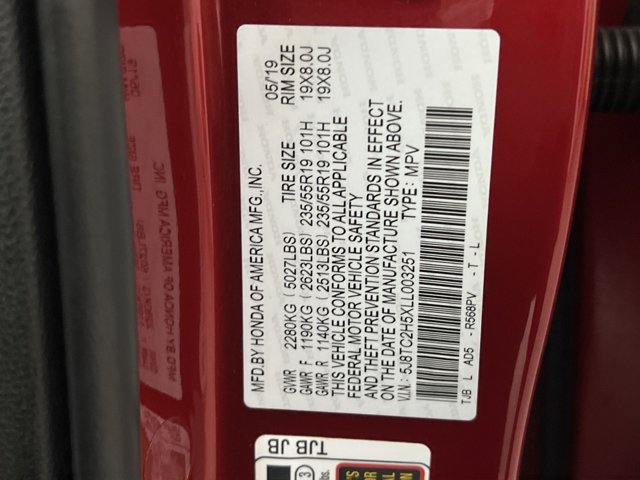 MFD.BY HONDA OF AMERICA MFG.,INC. 05/19
GVWR 2280KG (5027LBS) TIRE SIZE RIM SIZE
GAWR F 1190KG (2623LBS) 235/55R19 101H 19X8.0J
GAWR R 1140KG (2513LBS) 235/55R19 101H 19X8.0J
THIS VEHICLE CONFORMS TO ALL APPLICABLE
FEDERAL MOTOR VEHICLE SAFETY
AND THEFT PREVENTION STANDARDS IN EFFECT
ON THE DATE OF MANUFACTURE SHOWN ABOVE.
V.I.N: 5J8TC2H5XLL003251 TYPE: MPV
TJB L AD5 -R568PV -T-L
TJB JB